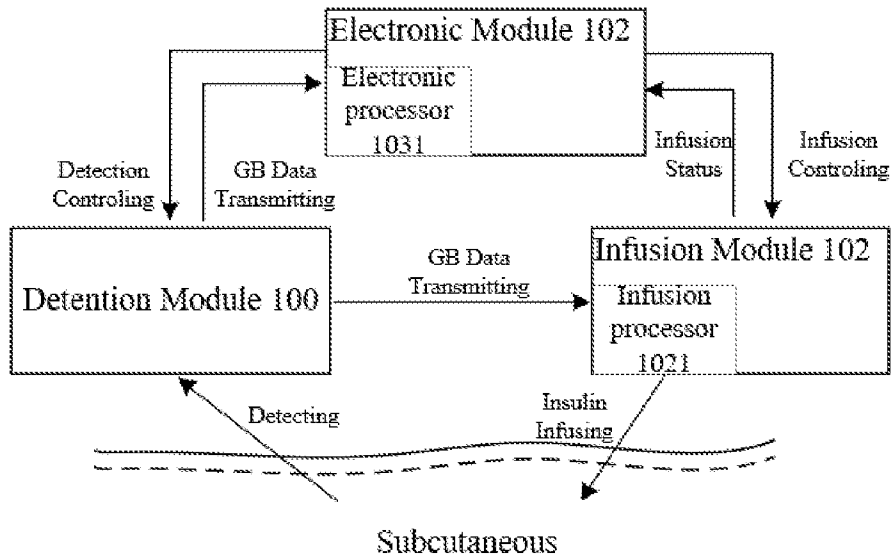 Electronic Module 102
Electronic
processor
1031
Detection
Controling
GB Data
Transmitting
Infusion
Status
Infusion
Controling
Detention Module 100
GB Data
Transmitting
Infusion Module 102
Infusion
processor
1021
Detecting
Insulin
Infusing
Subcutaneous